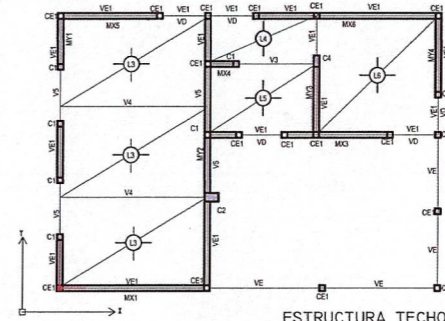 VE1 VE1 VE1 VE1
CE1 VD CE1 CE1
MX5 CE1 MX6
MY1 VE1 L4 VE1 MY4
C1 L3 CE1 C1 V3 C4 VE1
MX4
V5 V4 L5 MY3 L6 CE1
C1 C1 VE1 VE1 VE1 VD
VE1 L3 MY2 CE1 VD CE1 CE1 MX3 VD
C1 V5
V4 CE1
V5 C2
C1 VE1
VE1 L3 VE
CE1 VE1 CE1 VE VE
MX1 CE1
Y
X
ESTRUCTURA TECHO